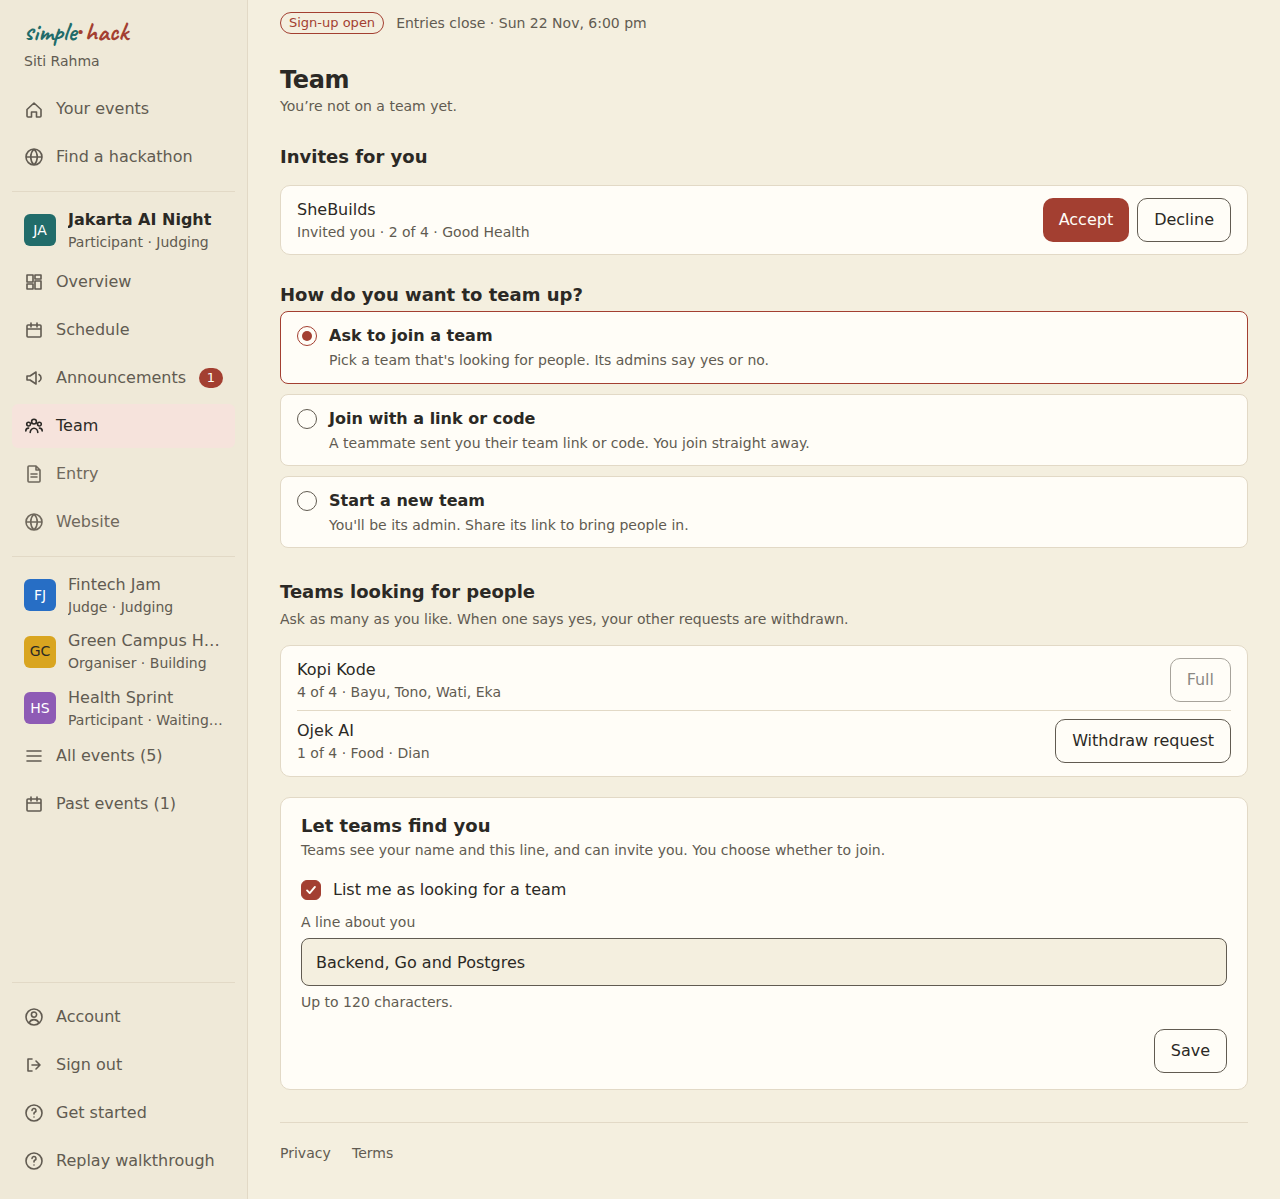 simple·hack
Siti Rahma
Your events
Find a hackathon
JA
Jakarta AI Night
Participant · Judging
Overview
Schedule
Announcements 1
Team
Entry
Website
FJ
Fintech Jam
Judge · Judging
GC
Green Campus H…
Organiser · Building
HS
Health Sprint
Participant · Waiting…
All events (5)
Past events (1)
Account
Sign out
Get started
Replay walkthrough
Sign-up open Entries close · Sun 22 Nov, 6:00 pm
Team
You’re not on a team yet.
Invites for you
SheBuilds
Invited you · 2 of 4 · Good Health
Accept Decline
How do you want to team up?
Ask to join a team
Pick a team that's looking for people. Its admins say yes or no.
Join with a link or code
A teammate sent you their team link or code. You join straight away.
Start a new team
You'll be its admin. Share its link to bring people in.
Teams looking for people
Ask as many as you like. When one says yes, your other requests are withdrawn.
Kopi Kode
4 of 4 · Bayu, Tono, Wati, Eka
Full
Ojek AI
1 of 4 · Food · Dian
Withdraw request
Let teams find you
Teams see your name and this line, and can invite you. You choose whether to join.
List me as looking for a team
A line about you
Backend, Go and Postgres
Up to 120 characters.
Save
Privacy Terms